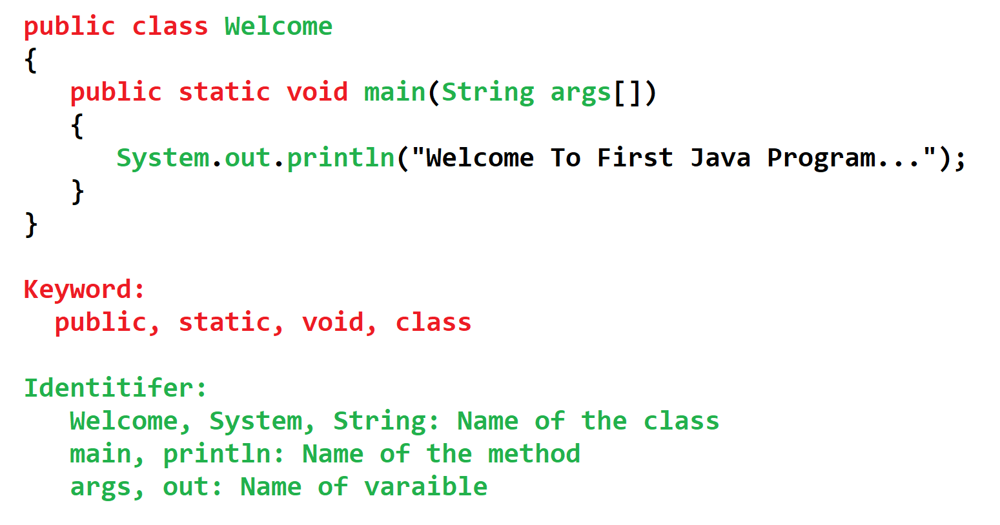 public class Welcome
{
   public static void main(String args[])
   {
      System.out.println("Welcome To First Java Program...");
   }
}
Keyword:
  public, static, void, class
Identitifer:
   Welcome, System, String: Name of the class
   main, println: Name of the method
   args, out: Name of varaible